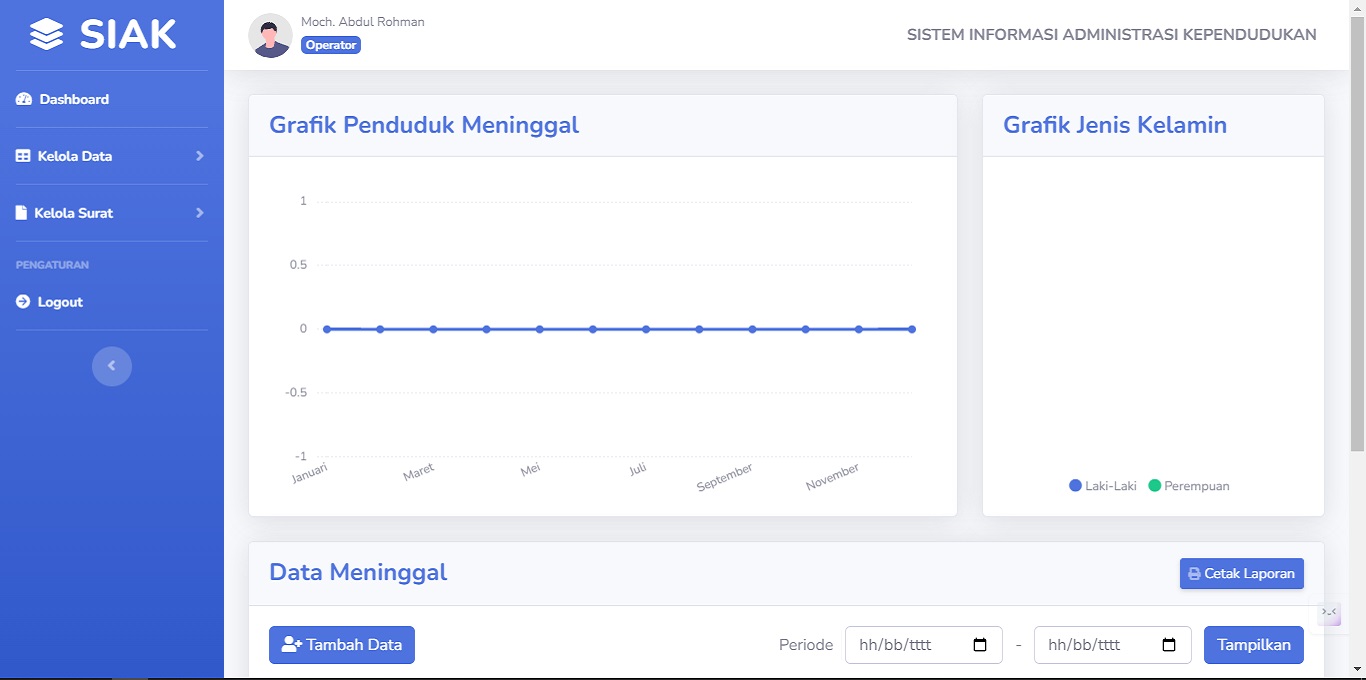 SIAK
Moch. Abdul Rohman
Operator
SISTEM INFORMASI ADMINISTRASI KEPENDUDUKAN
Dashboard
Kelola Data
Kelola Surat
PENGATURAN
Logout
Grafik Penduduk Meninggal
1
0.5
0
-0.5
-1
Januari Maret Mei Juli September November
Grafik Jenis Kelamin
Laki-Laki Perempuan
Data Meninggal
Cetak Laporan
Tambah Data
Periode hh/bb/tttt - hh/bb/tttt Tampilkan